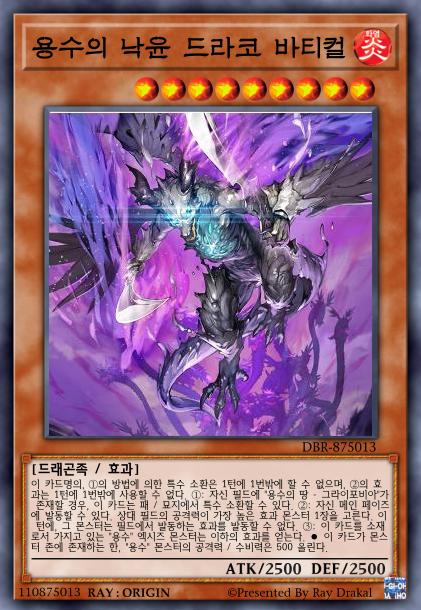 용수의 낙윤 드라코 바티컬
화염
炎
DBR-875013
[드래곤족 / 효과]
이 카드명의, ①의 방법에 의한 특수 소환은 1턴에 1번밖에 할 수 없으며, ②의 효
과는 1턴에 1번밖에 사용할 수 없다. ①: 자신 필드에 "용수의 땅 - 그라이포비아"가
존재할 경우, 이 카드는 패 / 묘지에서 특수 소환할 수 있다. ②: 자신 메인 페이즈
에 발동할 수 있다. 상대 필드의 공격력이 가장 높은 효과 몬스터 1장을 고른다. 이
턴에, 그 몬스터는 필드에서 발동하는 효과를 발동할 수 없다. ③: 이 카드를 소재
로서 가지고 있는 "용수" 엑시즈 몬스터는 이하의 효과를 얻는다. ● 이 카드가 몬스
터 존에 존재하는 한, "용수" 몬스터의 공격력 / 수비력은 500 올린다.
ATK/2500 DEF/2500
110875013 RAY : ORIGIN ©Presented By Ray Drakal